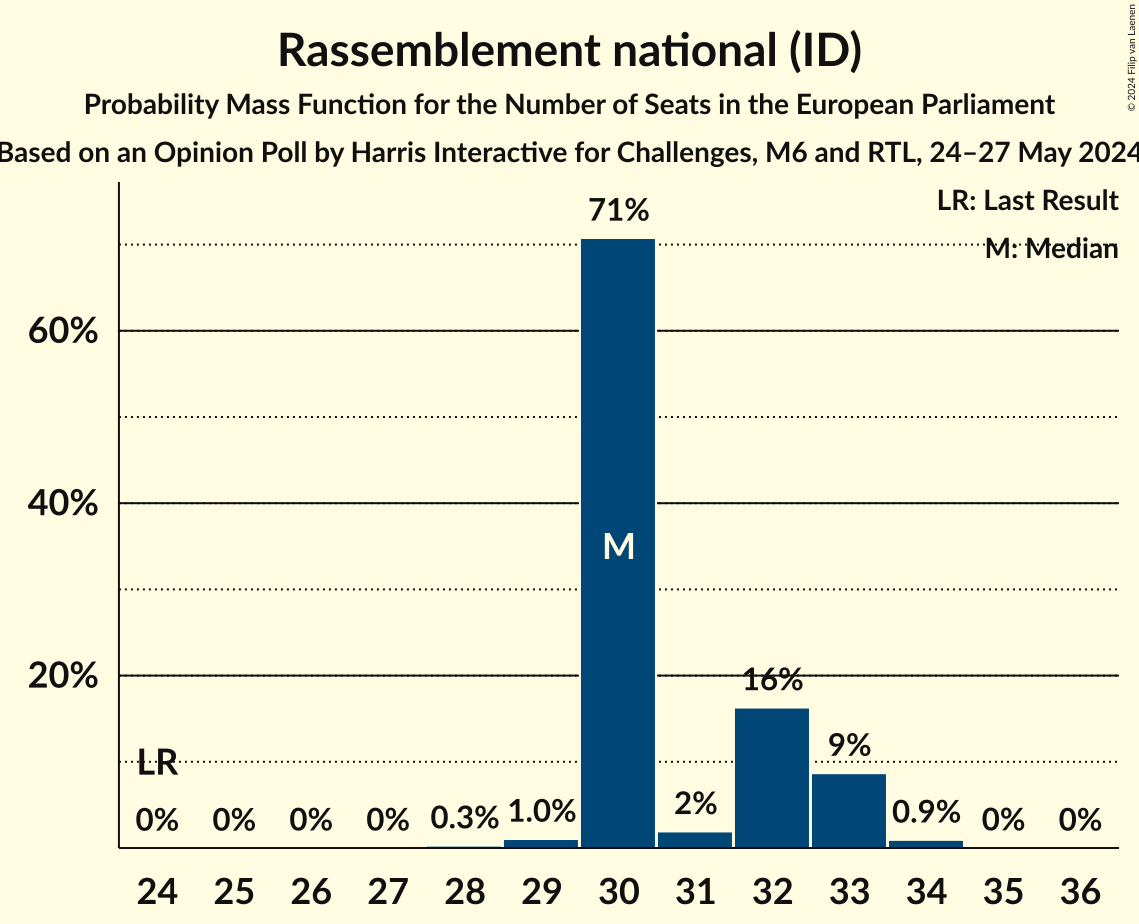 Rassemblement national (ID)
Probability Mass Function for the Number of Seats in the European Parliament
Based on an Opinion Poll by Harris Interactive for Challenges, M6 and RTL, 24–27 May 2024
© 2024 Filip van Laenen
LR: Last Result
M: Median
71%
60%
40%
M
20%
16%
9%
LR
0% 0% 0% 0% 0.3% 1.0% 2% 0.9% 0% 0%
24 25 26 27 28 29 30 31 32 33 34 35 36